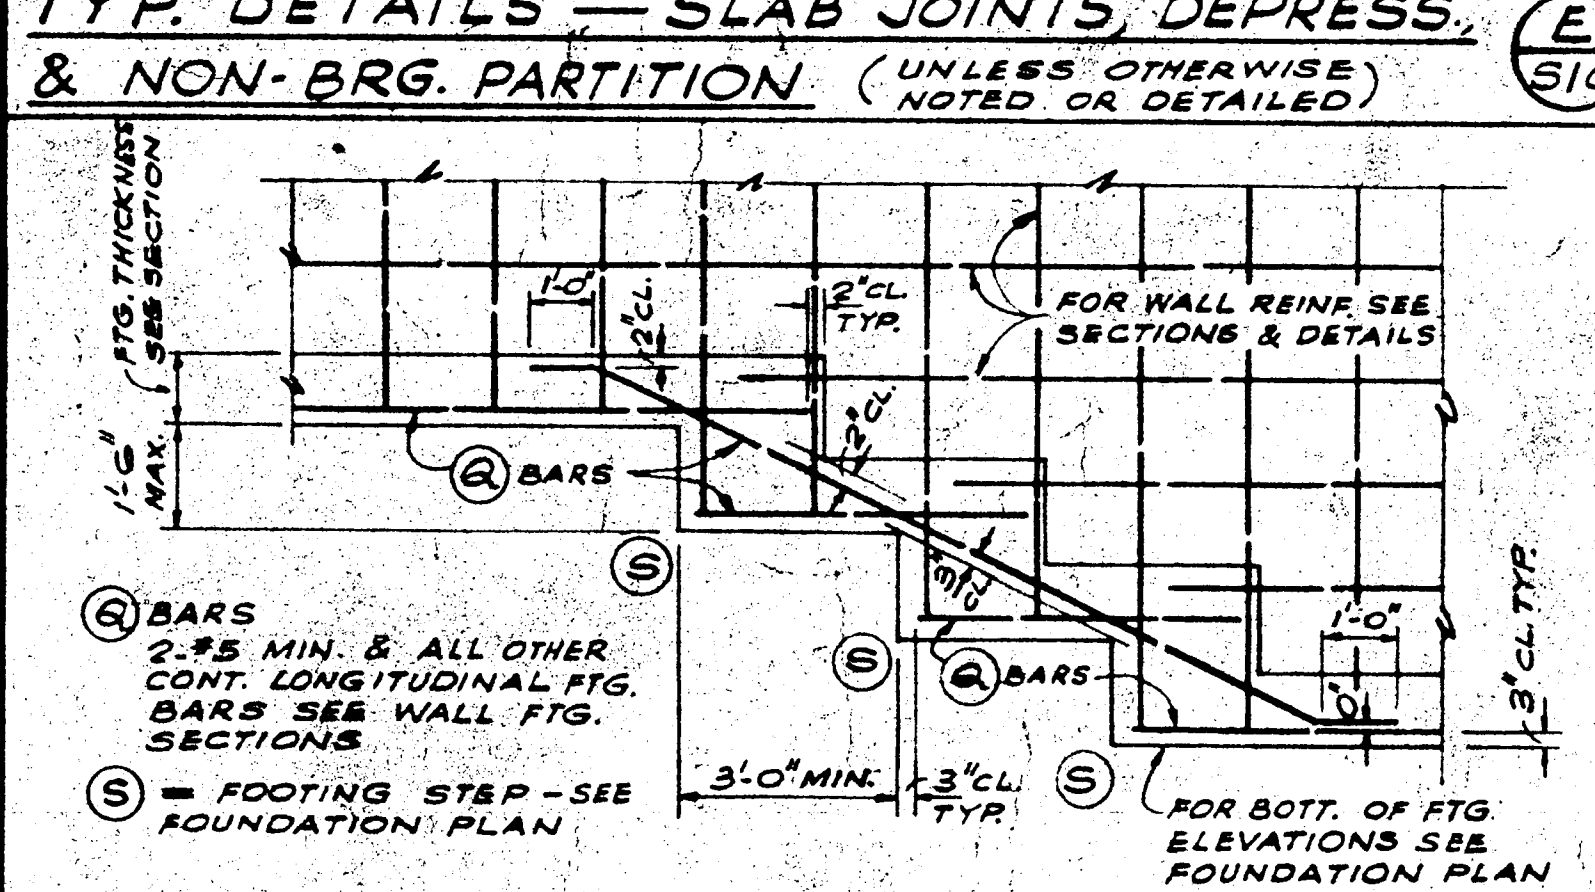 TYP. DETAILS — SLAB JOINTS, DEPRESS.,
& NON-BRG. PARTITION (UNLESS OTHERWISE
NOTED OR DETAILED)
FTG. THICKNESS
SEE SECTION
1'-0"
2" CL.
2" CL.
TYP.
FOR WALL REINF. SEE
SECTIONS & DETAILS
1'-6"
MAX.
Q BARS
2" CL.
3"
CL.
S
Q BARS
2-#5 MIN. & ALL OTHER
CONT. LONGITUDINAL FTG.
BARS SEE WALL FTG.
SECTIONS
S
Q BARS
1'-0"
0"
3" CL. TYP.
S = FOOTING STEP - SEE
FOUNDATION PLAN
3'-0" MIN.
3" CL.
TYP.
S
FOR BOTT. OF FTG.
ELEVATIONS SEE
FOUNDATION PLAN